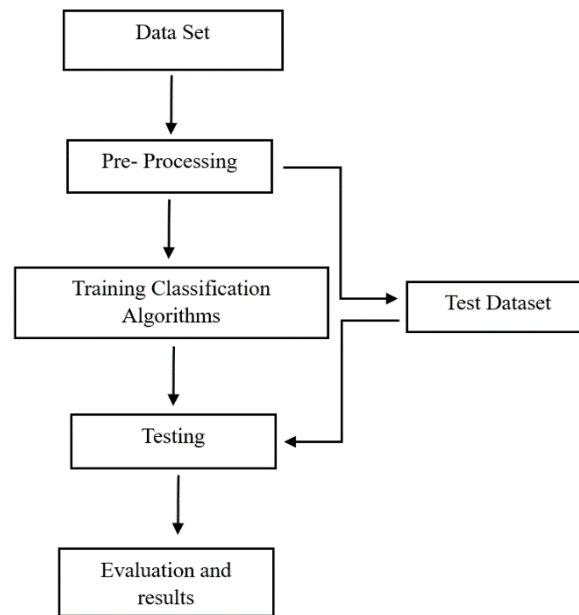 Data Set
Pre- Processing
Training Classification
Algorithms
Test Dataset
Testing
Evaluation and
results